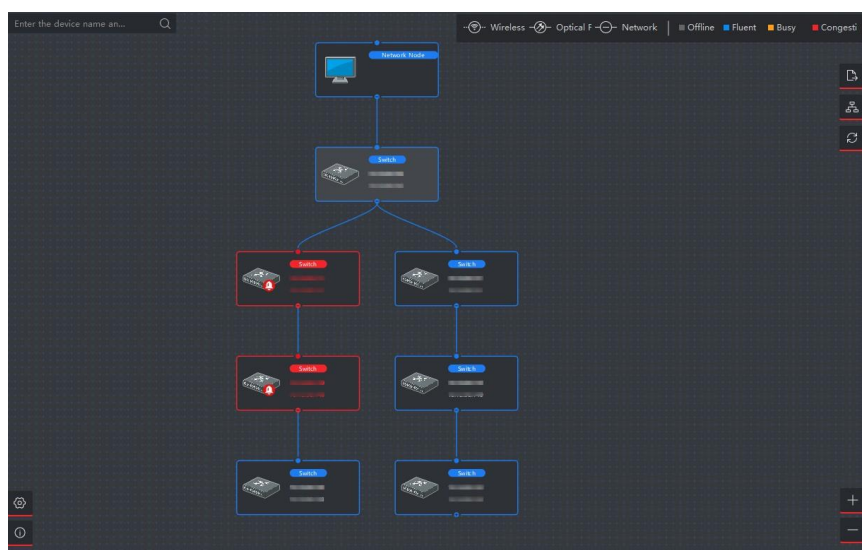 Enter the device name an...
Wireless Optical F Network Offline Fluent Busy Congesti
Network Node
Switch
Switch Switch
Switch Switch
Switch Switch